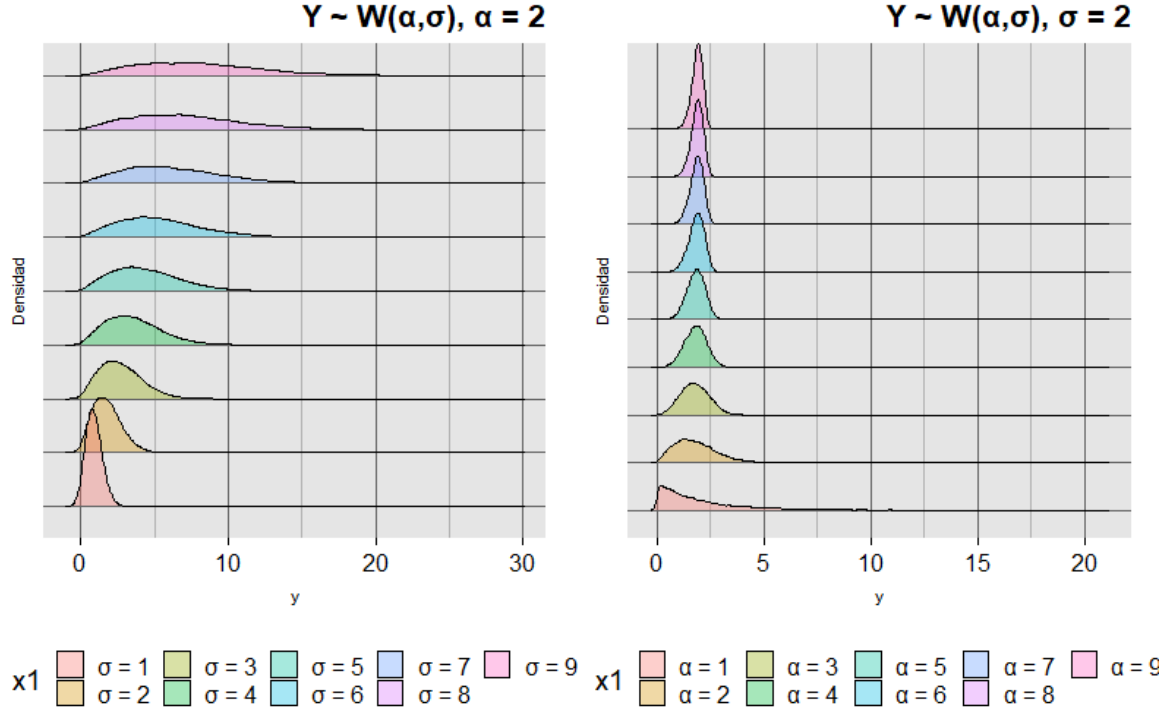 Y ~ W(α,σ), α = 2
Densidad
0 10 20 30
y
x1 σ = 1 σ = 3 σ = 5 σ = 7 σ = 9
σ = 2 σ = 4 σ = 6 σ = 8
Y ~ W(α,σ), σ = 2
Densidad
0 5 10 15 20
y
x1 α = 1 α = 3 α = 5 α = 7 α = 9
α = 2 α = 4 α = 6 α = 8